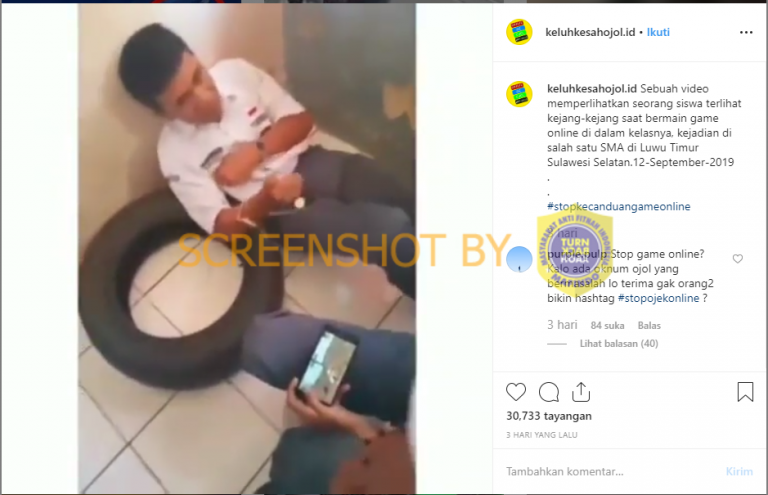 keluhkesahojol.id • Ikuti
keluhkesahojol.id Sebuah video
memperlihatkan seorang siswa terlihat
kejang-kejang saat bermain game
online di dalam kelasnya, kejadian di
salah satu SMA di Luwu Timur
Sulawesi Selatan.12-September-2019
.
.
#stopkecanduangameonline
hari
SCREENSHOT BY
MASYARAKAT ANTI FITNAH INDONESIA
TURN
BACK
HOAX
MAFINDO
Stop game online?
Kalo ada oknum ojol yang
bermasalah lo terima gak orang2
bikin hashtag #stopojekonline ?
3 hari 84 suka Balas
Lihat balasan (40)
30,733 tayangan
3 HARI YANG LALU
Tambahkan komentar... Kirim